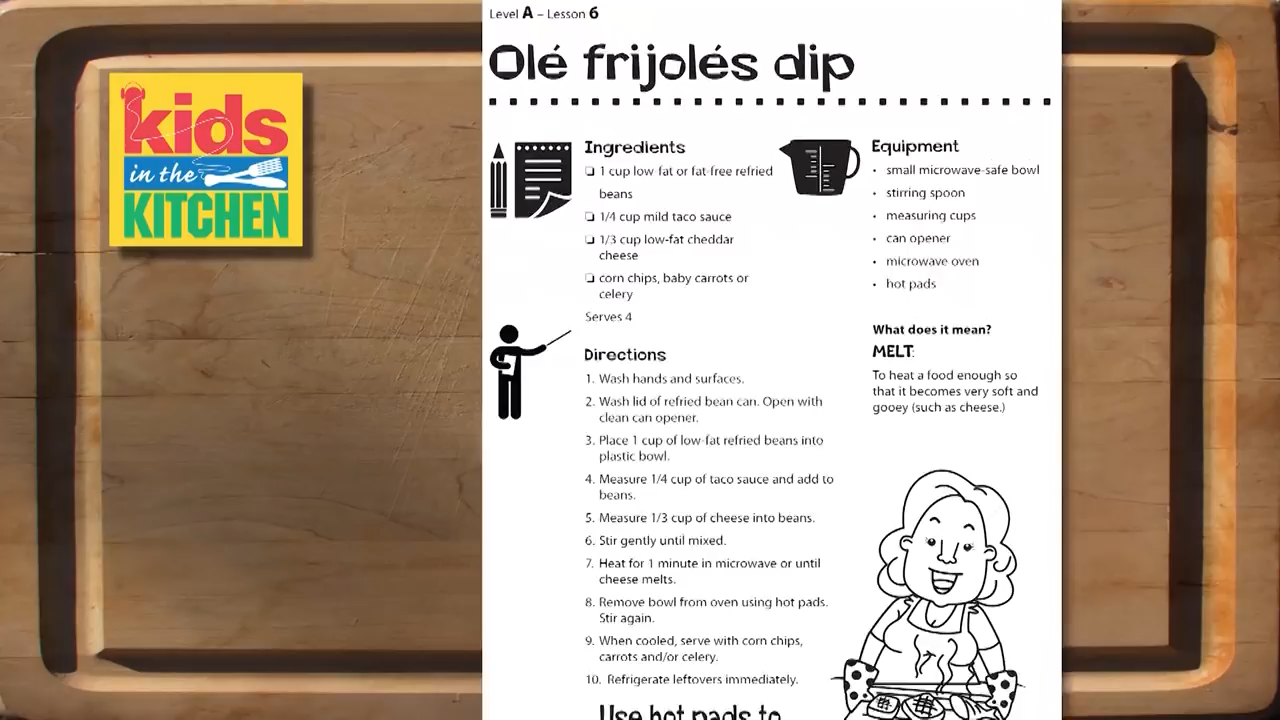 kids
in the
KITCHEN
Level A – Lesson 6
Olé frijolés dip
Ingredients
❏ 1 cup low-fat or fat-free refried
beans
❏ 1/4 cup mild taco sauce
❏ 1/3 cup low-fat cheddar
cheese
❏ corn chips, baby carrots or
celery
Serves 4
Equipment
• small microwave-safe bowl
• stirring spoon
• measuring cups
• can opener
• microwave oven
• hot pads
What does it mean?
MELT:
To heat a food enough so
that it becomes very soft and
gooey (such as cheese.)
Directions
1. Wash hands and surfaces.
2. Wash lid of refried bean can. Open with
clean can opener.
3. Place 1 cup of low-fat refried beans into
plastic bowl.
4. Measure 1/4 cup of taco sauce and add to
beans.
5. Measure 1/3 cup of cheese into beans.
6. Stir gently until mixed.
7. Heat for 1 minute in microwave or until
cheese melts.
8. Remove bowl from oven using hot pads.
Stir again.
9. When cooled, serve with corn chips,
carrots and/or celery.
10. Refrigerate leftovers immediately.
Use hot pads to